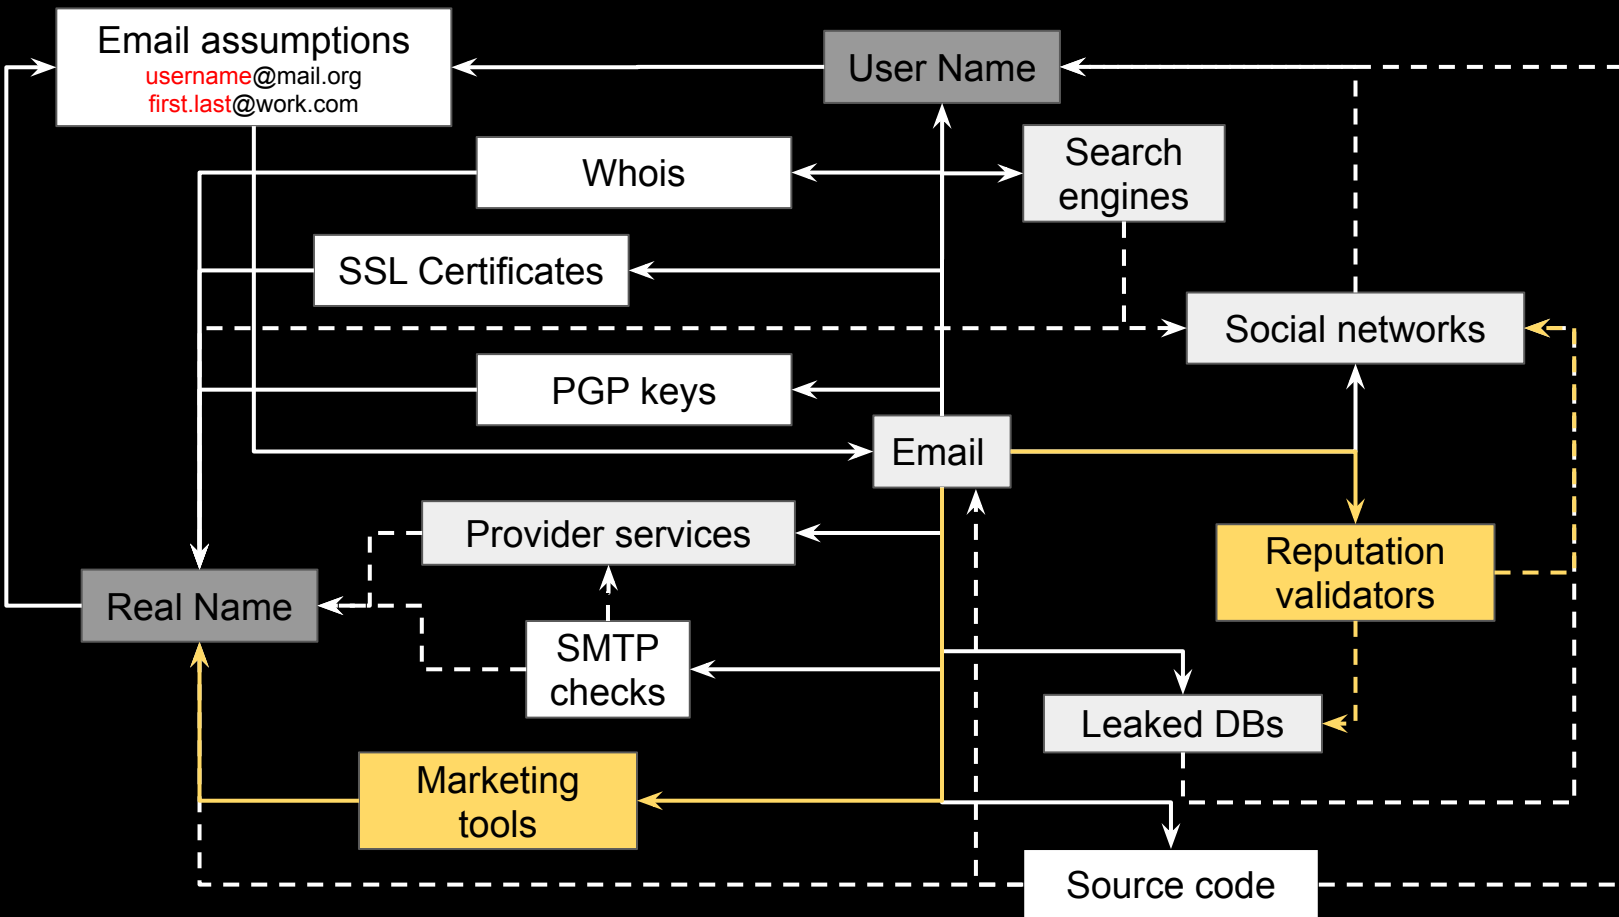 Email assumptions
username@mail.org
first.last@work.com
User Name
Whois
Search
engines
SSL Certificates
Social networks
PGP keys
Email
Provider services
Reputation
validators
Real Name
SMTP
checks
Leaked DBs
Marketing
tools
Source code